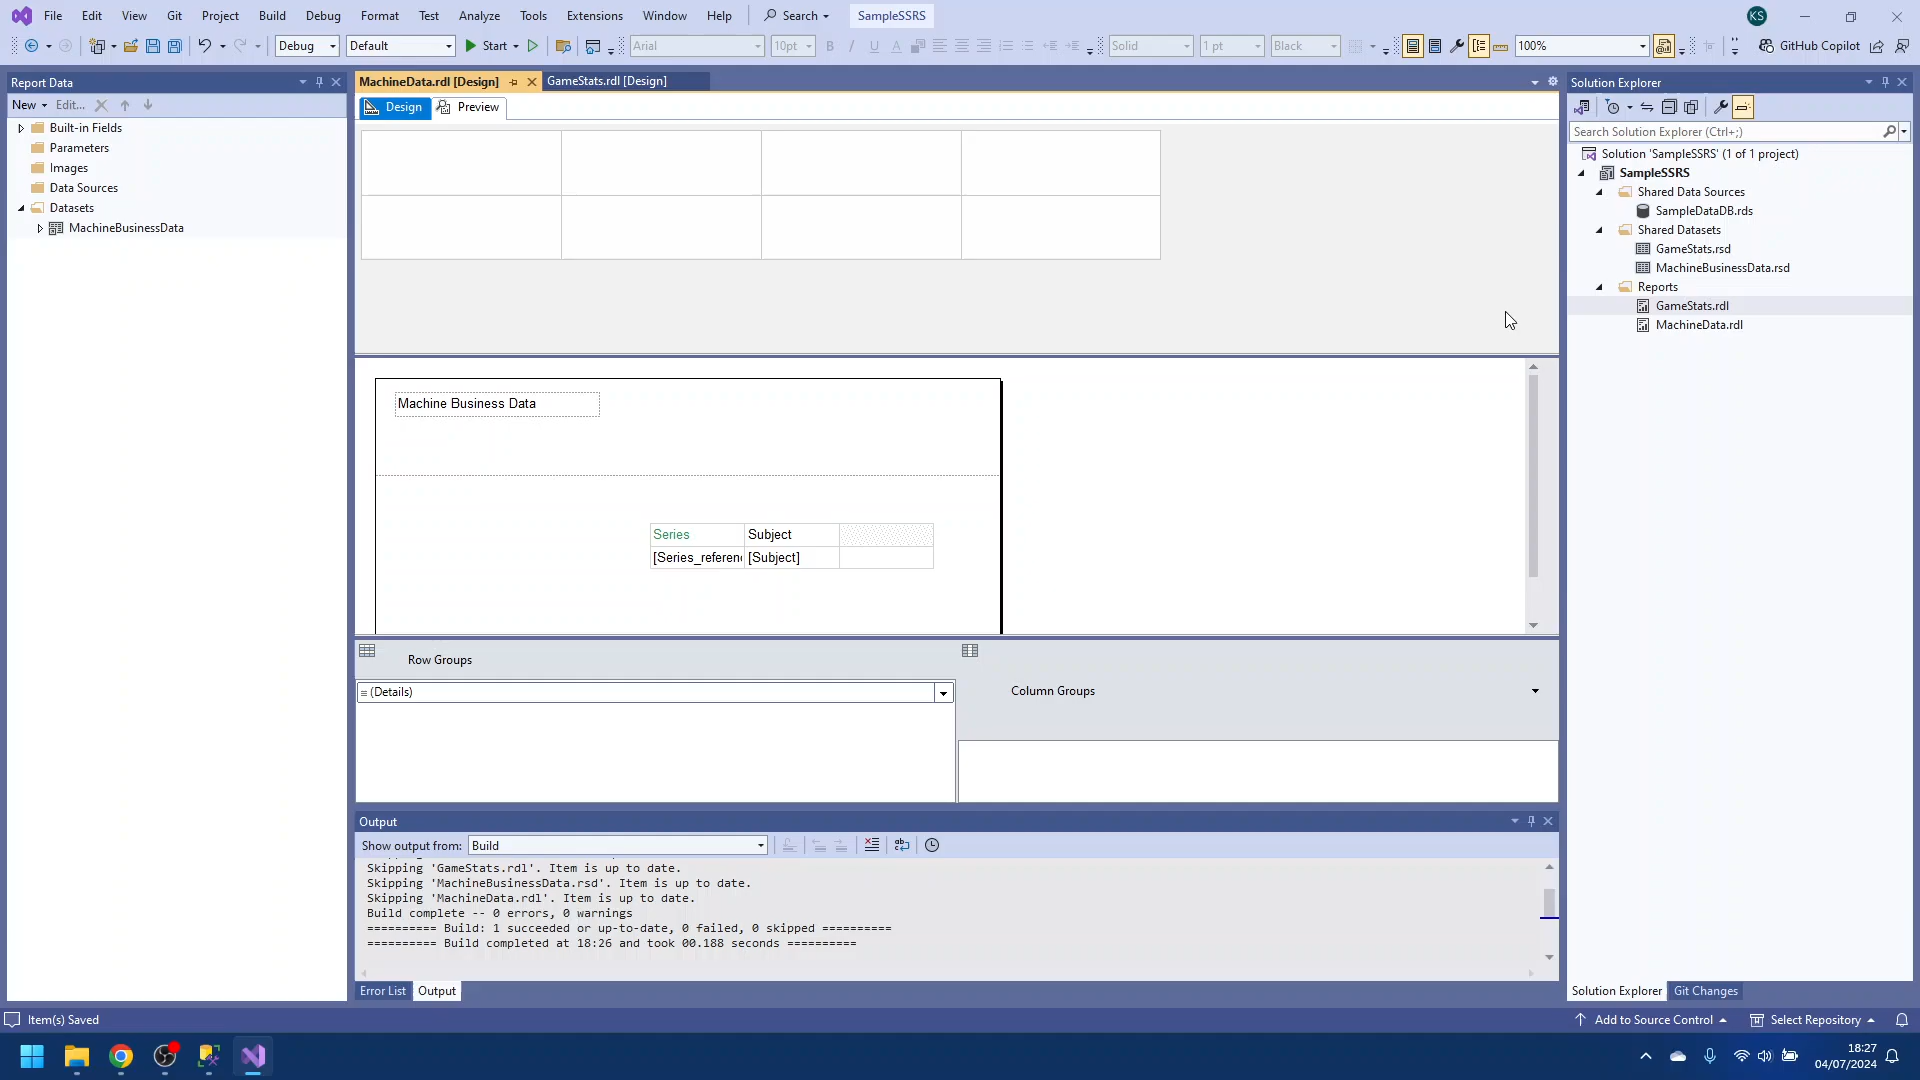 File Edit View Git Project Build Debug Format Test Analyze Tools Extensions Window Help Search SampleSSRS KS
Debug Default Start Arial 10pt B I U A Solid 1 pt Black 100% GitHub Copilot
Report Data
New Edit...
Built-in Fields
Parameters
Images
Data Sources
Datasets
MachineBusinessData
MachineData.rdl [Design] GameStats.rdl [Design]
Design Preview
Machine Business Data
Series Subject
[Series_referen [Subject]
Row Groups
(Details)
Column Groups
Output
Show output from: Build
Skipping 'GameStats.rdl'. Item is up to date.
Skipping 'MachineBusinessData.rsd'. Item is up to date.
Skipping 'MachineData.rdl'. Item is up to date.
Build complete -- 0 errors, 0 warnings
========== Build: 1 succeeded or up-to-date, 0 failed, 0 skipped ==========
========== Build completed at 18:26 and took 00.188 seconds ==========
Error List Output
Solution Explorer
Search Solution Explorer (Ctrl+;)
Solution 'SampleSSRS' (1 of 1 project)
SampleSSRS
Shared Data Sources
SampleDataDB.rds
Shared Datasets
GameStats.rsd
MachineBusinessData.rsd
Reports
GameStats.rdl
MachineData.rdl
Solution Explorer Git Changes
Item(s) Saved
Add to Source Control Select Repository
18:27
04/07/2024